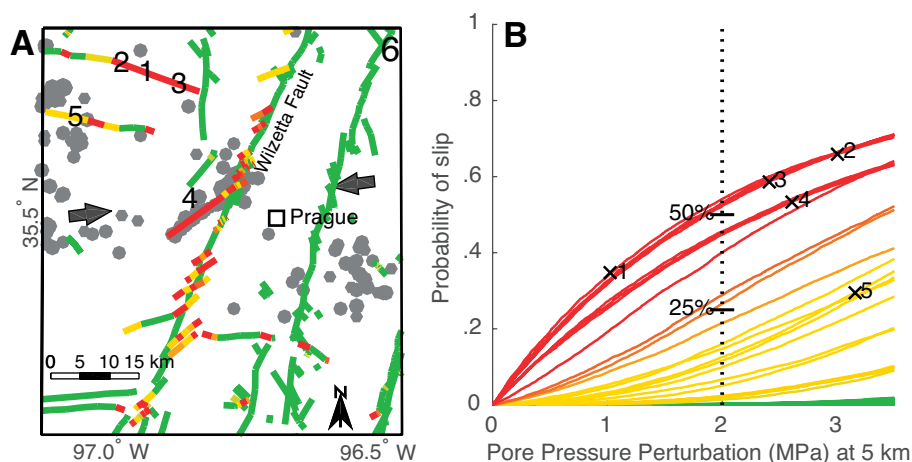 A
6
2
1
3
5
4
Wilzetta Fault
Prague
35.5° N
0 5 10 15 km
N
97.0° W
96.5° W
B
1
.8
.6
.4
.2
0
Probability of slip
50%
25%
1
2
3
4
5
0
1
2
3
Pore Pressure Perturbation (MPa) at 5 km